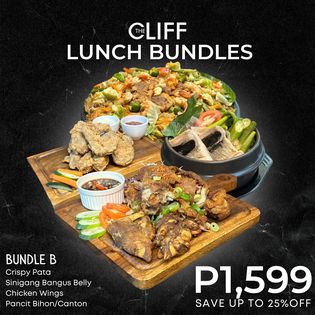 THE CLIFF
LUNCH BUNDLES
BUNDLE B
Crispy Pata
Sinigang Bangus Belly
Chicken Wings
Pancit Bihon/Canton
P1,599
SAVE UP TO 25%OFF